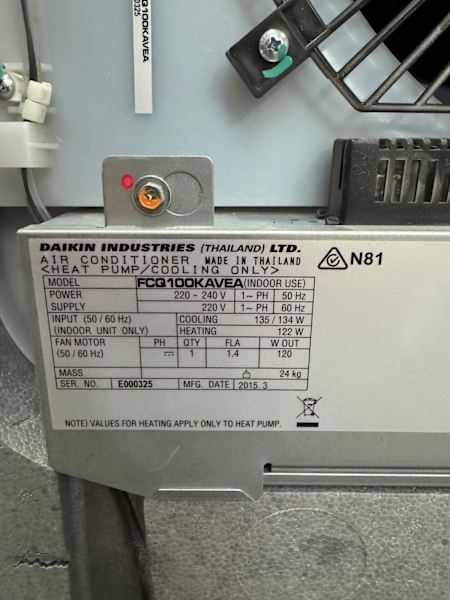 FCQ100KAVEA
000325
DAIKIN INDUSTRIES (THAILAND) LTD.
AIR CONDITIONER MADE IN THAILAND
<HEAT PUMP/COOLING ONLY>
N81
MODEL FCQ100KAVEA (INDOOR USE)
POWER 220 - 240 V 1~ PH 50 Hz
SUPPLY 220 V 1~ PH 60 Hz
INPUT (50 / 60 Hz) COOLING 135 / 134 W
(INDOOR UNIT ONLY) HEATING 122 W
FAN MOTOR PH QTY FLA W OUT
(50 / 60 Hz) 1 1.4 120
MASS 24 kg
SER. NO. E000325 MFG. DATE 2015. 3
NOTE) VALUES FOR HEATING APPLY ONLY TO HEAT PUMP.